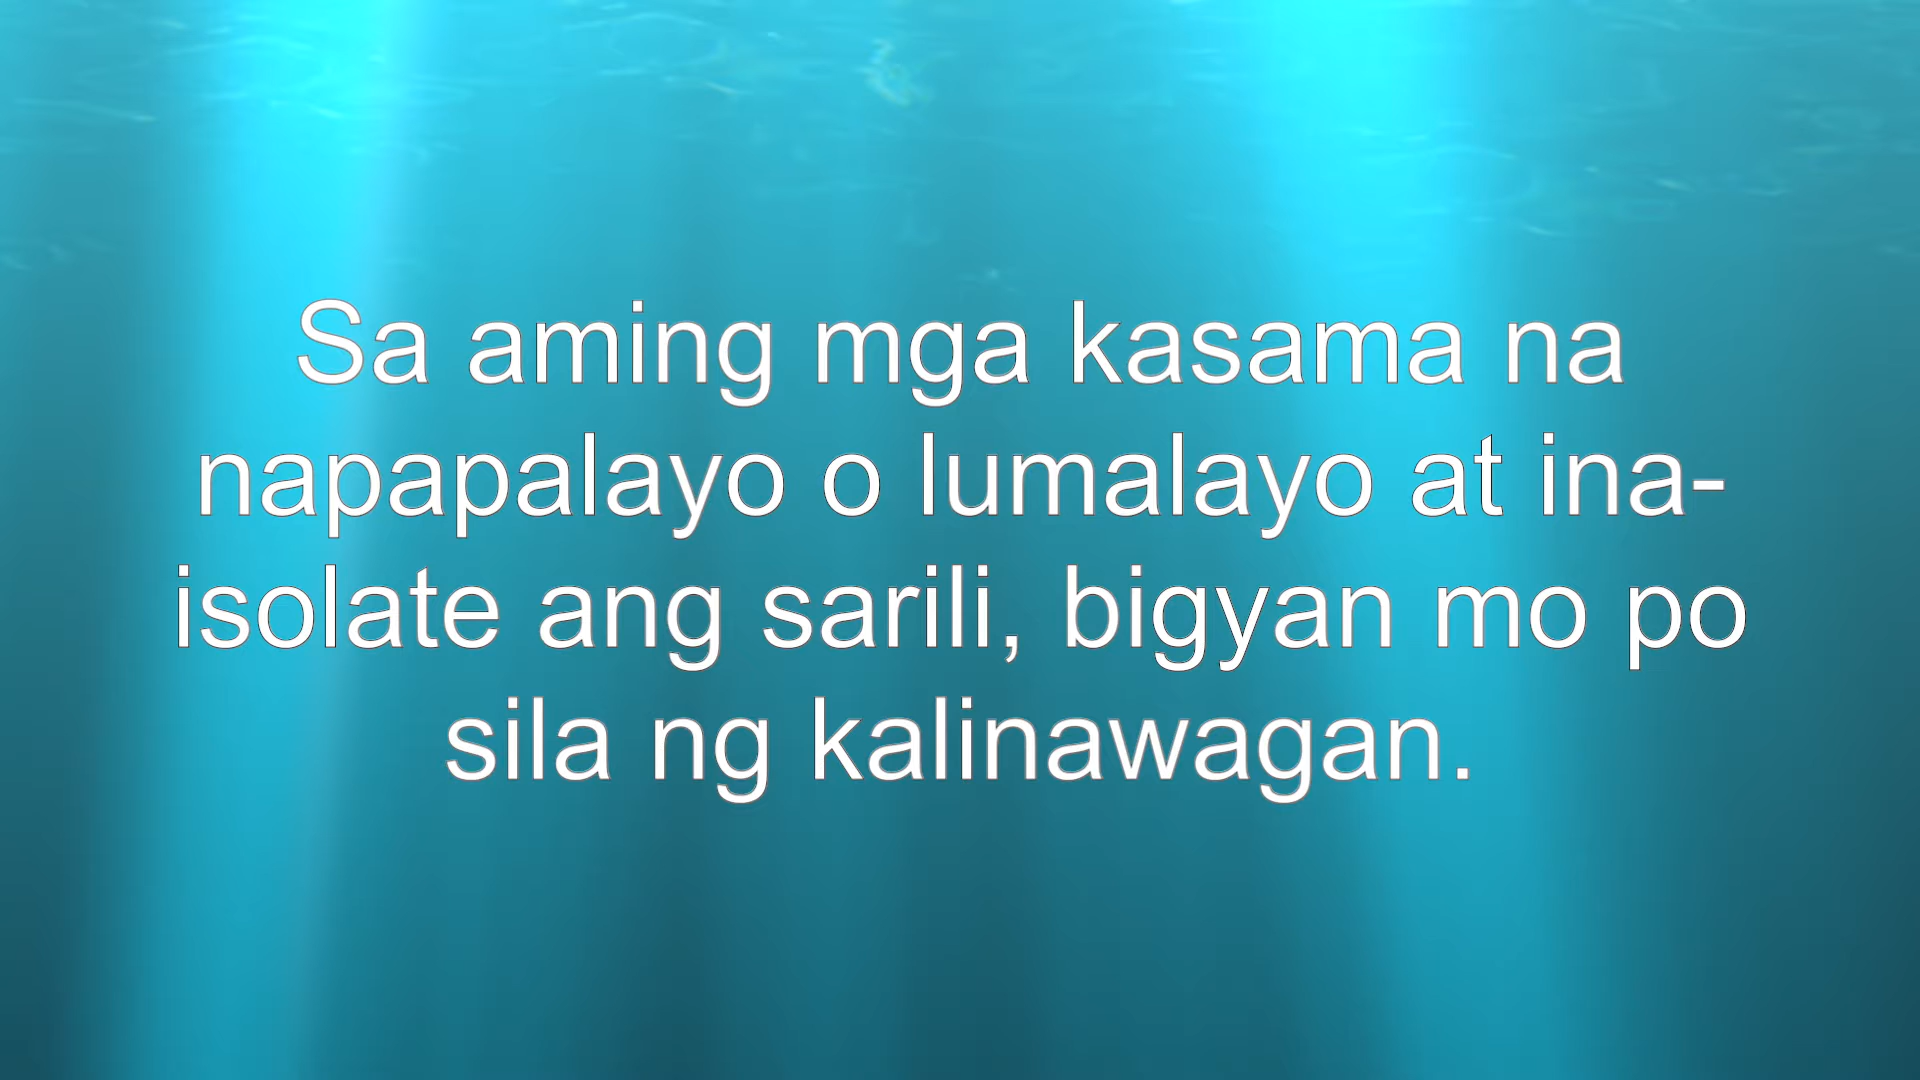 Sa aming mga kasama na
napapalayo o lumalayo at ina-
isolate ang sarili, bigyan mo po
sila ng kalinawagan.